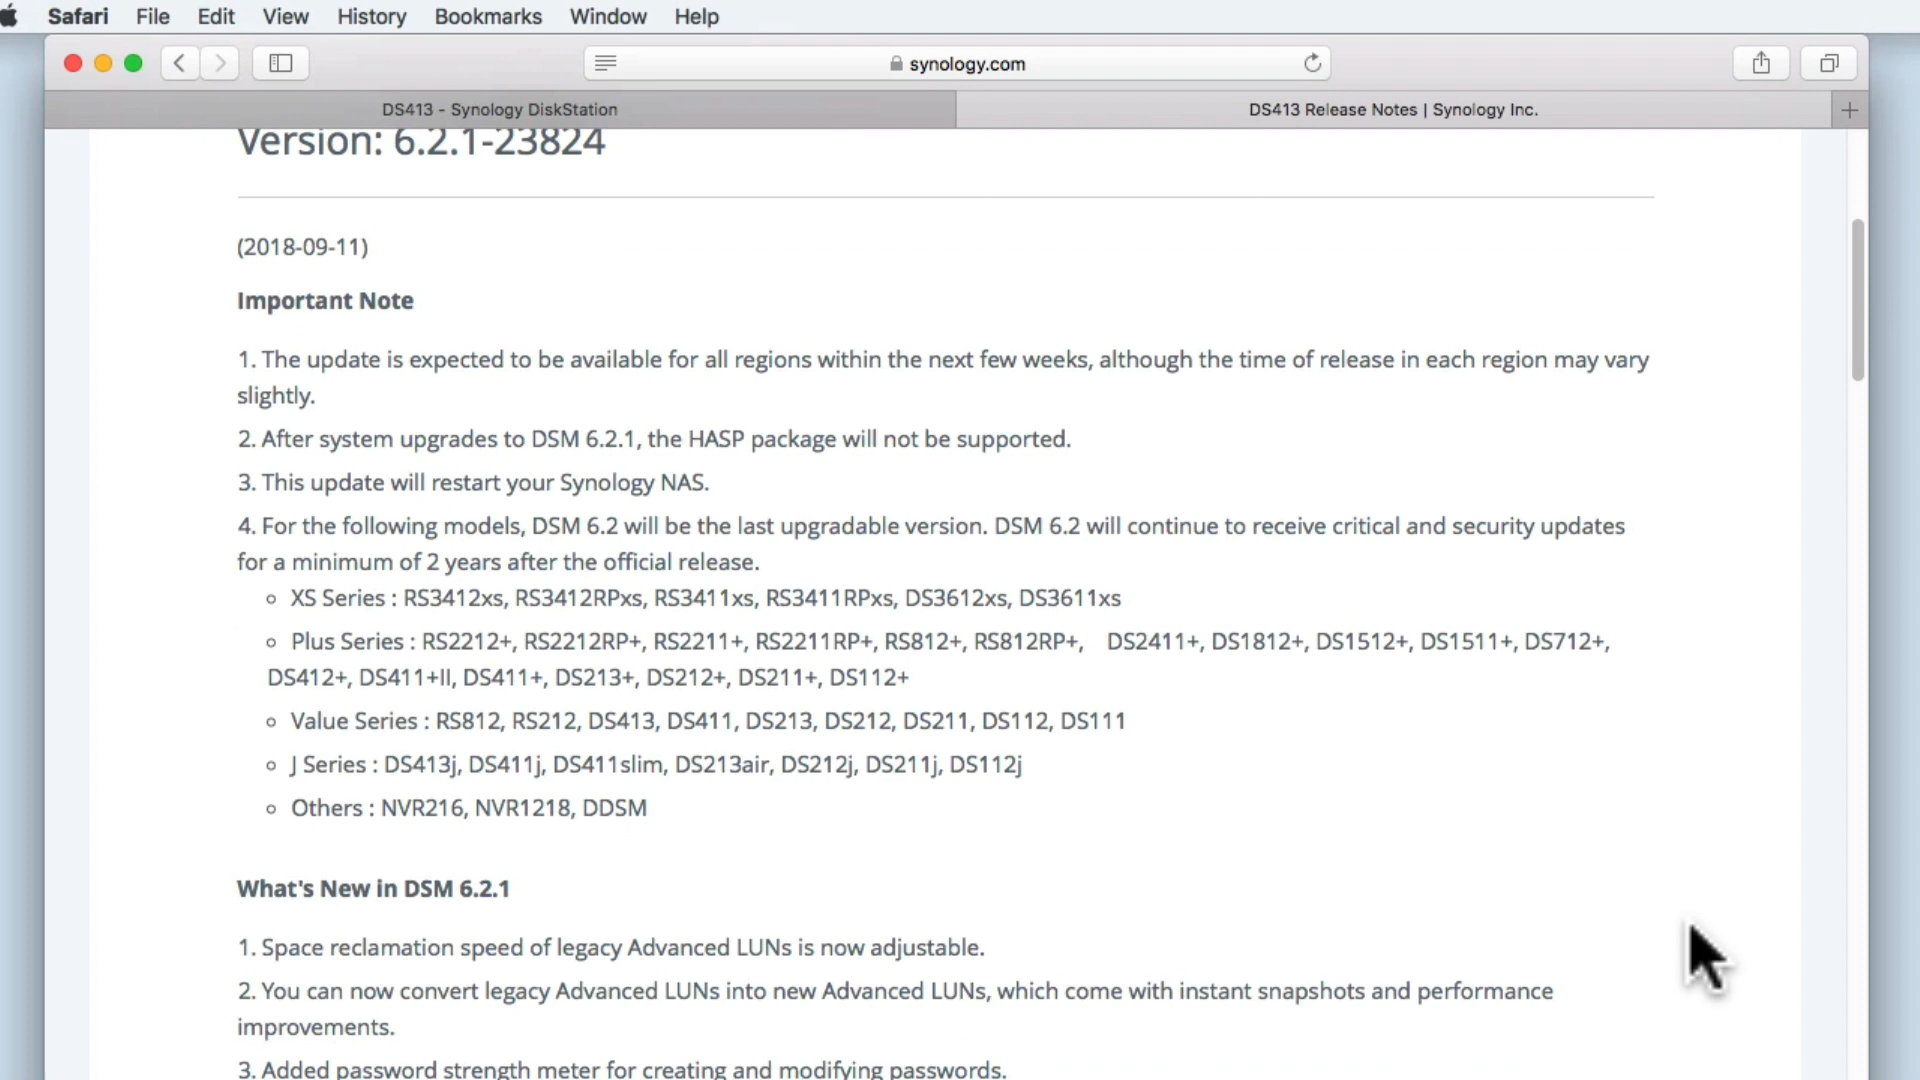 Safari File Edit View History Bookmarks Window Help
synology.com
DS413 - Synology DiskStation
DS413 Release Notes | Synology Inc.
Version: 6.2.1-23824
(2018-09-11)
Important Note
1. The update is expected to be available for all regions within the next few weeks, although the time of release in each region may vary
slightly.
2. After system upgrades to DSM 6.2.1, the HASP package will not be supported.
3. This update will restart your Synology NAS.
4. For the following models, DSM 6.2 will be the last upgradable version. DSM 6.2 will continue to receive critical and security updates
for a minimum of 2 years after the official release.
XS Series : RS3412xs, RS3412RPxs, RS3411xs, RS3411RPxs, DS3612xs, DS3611xs
Plus Series : RS2212+, RS2212RP+, RS2211+, RS2211RP+, RS812+, RS812RP+, DS2411+, DS1812+, DS1512+, DS1511+, DS712+,
DS412+, DS411+II, DS411+, DS213+, DS212+, DS211+, DS112+
Value Series : RS812, RS212, DS413, DS411, DS213, DS212, DS211, DS112, DS111
J Series : DS413j, DS411j, DS411slim, DS213air, DS212j, DS211j, DS112j
Others : NVR216, NVR1218, DDSM
What's New in DSM 6.2.1
1. Space reclamation speed of legacy Advanced LUNs is now adjustable.
2. You can now convert legacy Advanced LUNs into new Advanced LUNs, which come with instant snapshots and performance
improvements.
3. Added password strength meter for creating and modifying passwords.